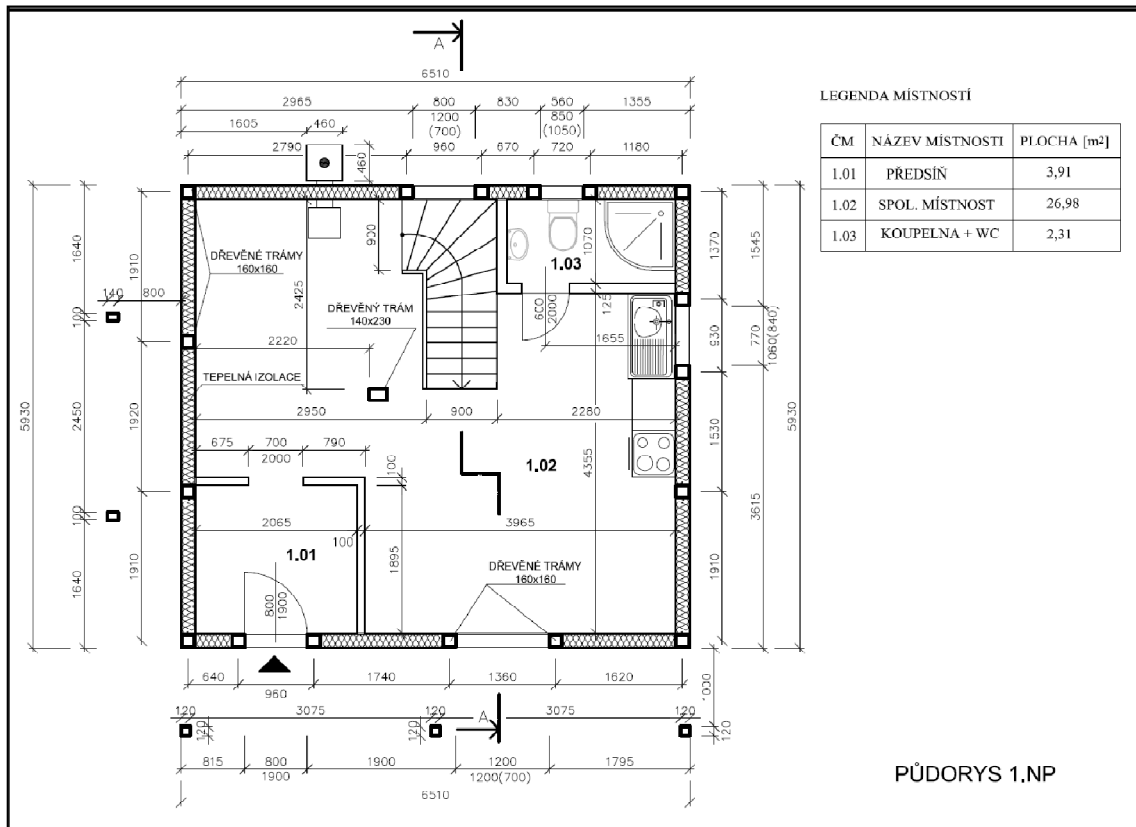 A
6510
2965 800 830 560 1355
1200 850
(700) (1050)
1605 460
2790 960 670 720 1180
460
LEGENDA MÍSTNOSTÍ
ČM NÁZEV MÍSTNOSTI PLOCHA [m²]
1.01 PŘEDSÍŇ 3,91
1.02 SPOL. MÍSTNOST 26,98
1.03 KOUPELNA + WC 2,31
5930
1640
100
2450
100
1640
140 800
1910
1920
1910
DŘEVĚNÉ TRÁMY
160x160
900
2425
DŘEVĚNÝ TRÁM
140x230
2220
TEPELNÁ IZOLACE
1070
1.03
600
2000
125
1655
1370
930
1530
1910
1545
770
1060(840)
3615
5930
2950 900 2280
675 700 790
2000
100
1.02
4355
2065 3965
100
1.01
1895
DŘEVĚNÉ TRÁMY
160x160
800
1900
640 1740 1360 1620
960
1000
120 3075 120 3075 120
A
120 120 120
815 800 1900 1200 1795
1900 1200(700)
6510
PŮDORYS 1.NP